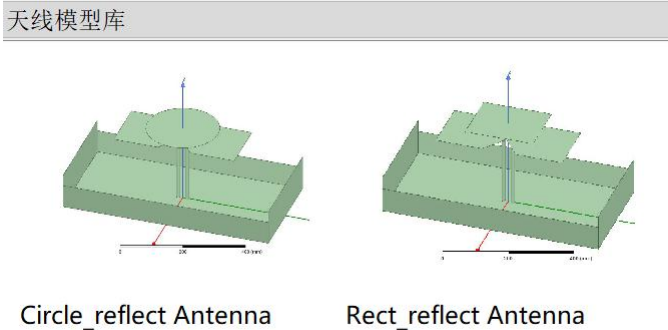 天线模型库
Circle_reflect Antenna
Rect_reflect Antenna